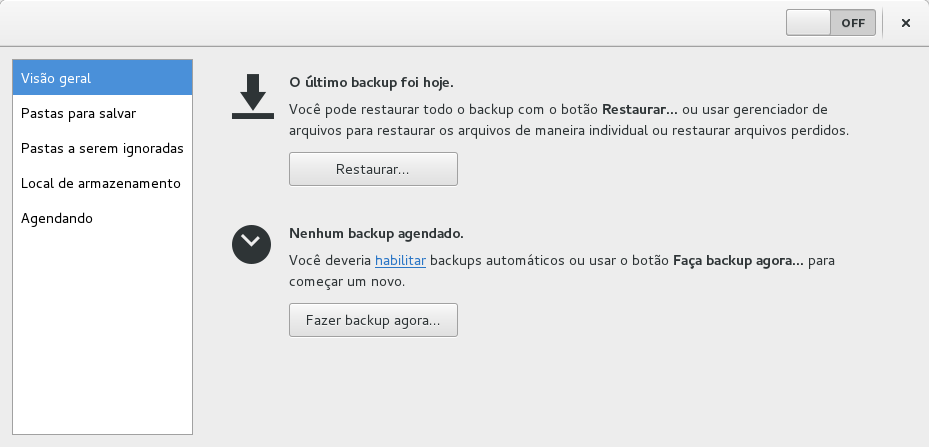 OFF
Visão geral
Pastas para salvar
Pastas a serem ignoradas
Local de armazenamento
Agendando
O último backup foi hoje.
Você pode restaurar todo o backup com o botão Restaurar... ou usar gerenciador de
arquivos para restaurar os arquivos de maneira individual ou restaurar arquivos perdidos.
Restaurar...
Nenhum backup agendado.
Você deveria habilitar backups automáticos ou usar o botão Faça backup agora... para
começar um novo.
Fazer backup agora...